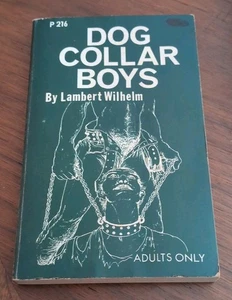 P 216
DOG
COLLAR
BOYS
By Lambert Wilhelm
ADULTS ONLY